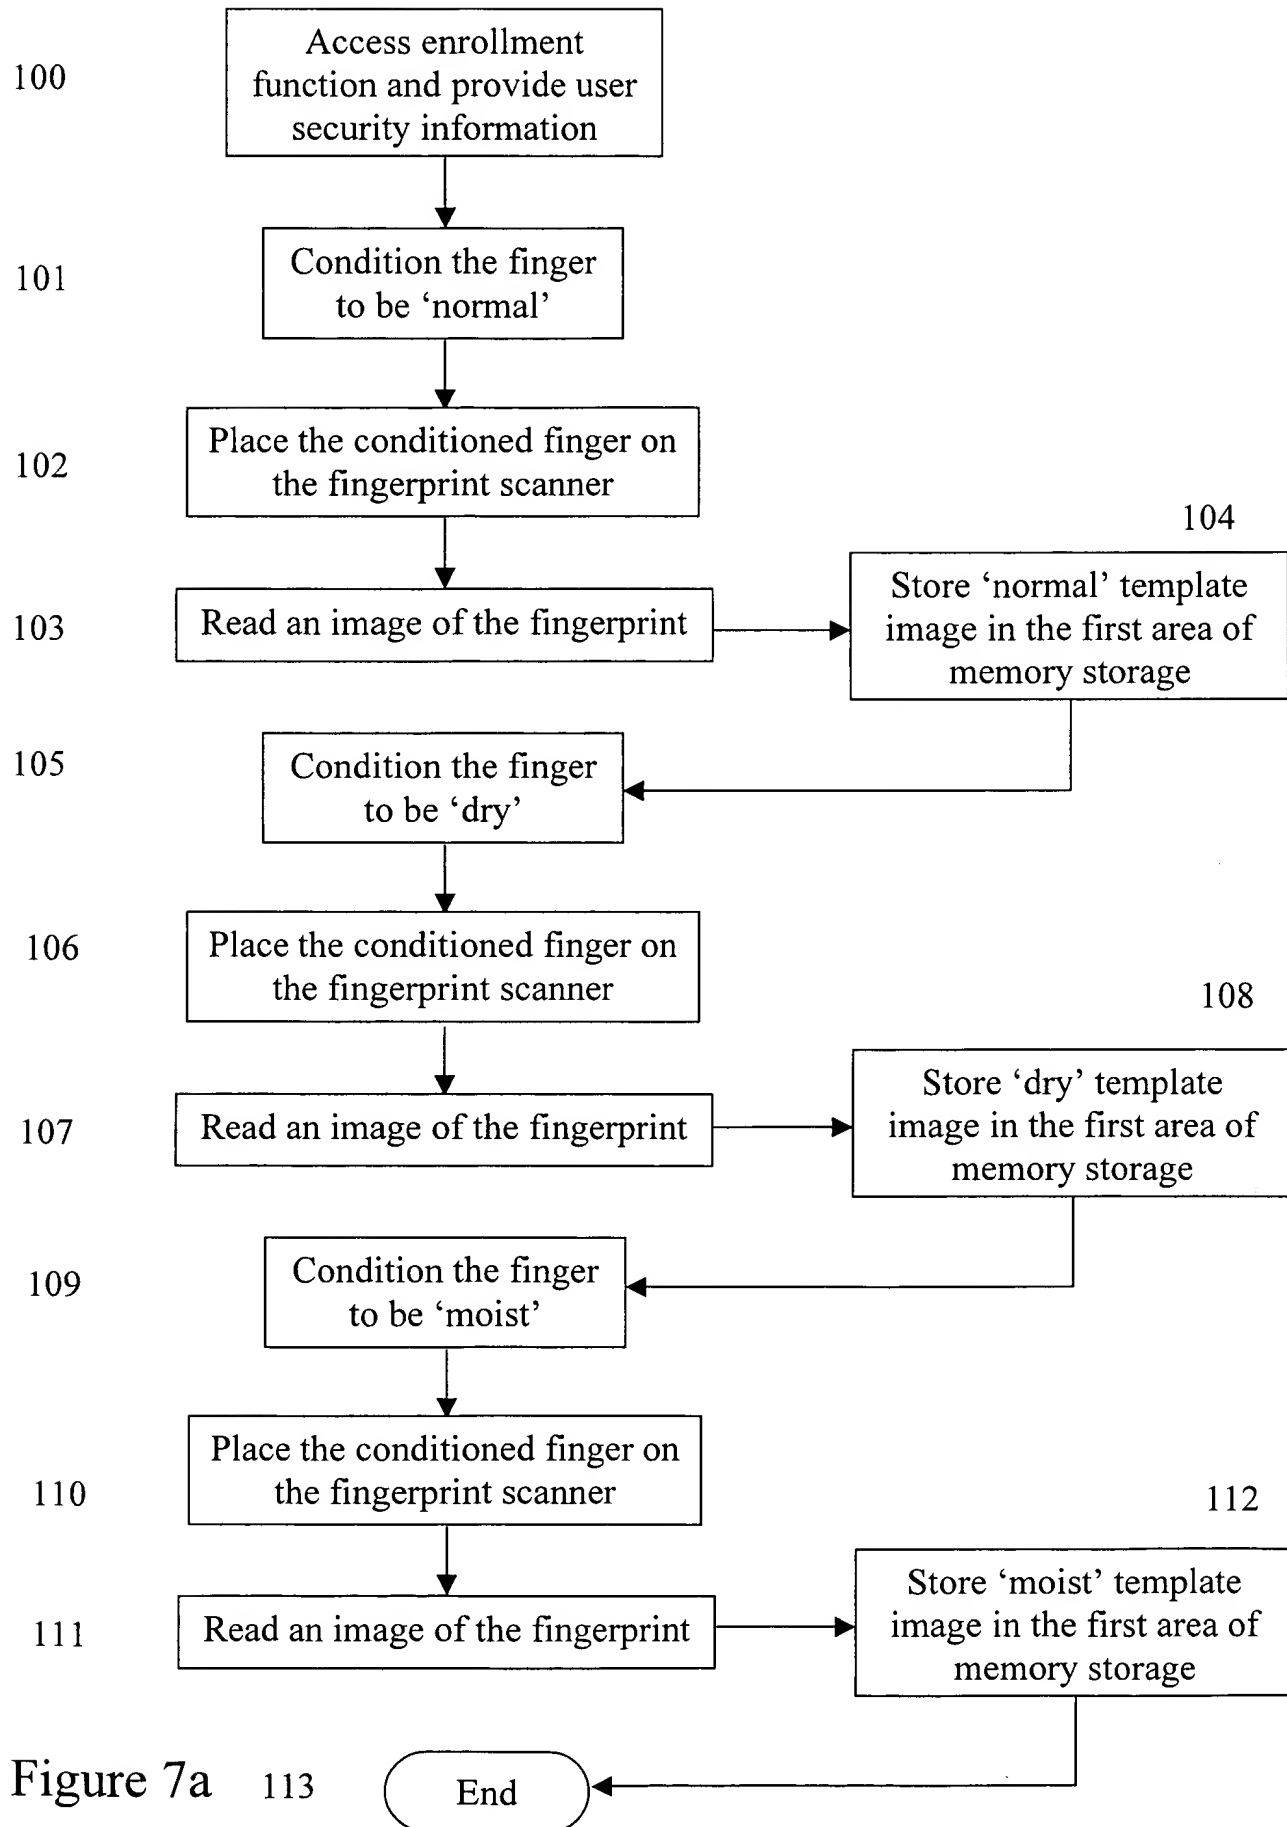 100
Access enrollment
function and provide user
security information
101
Condition the finger
to be ‘normal’
102
Place the conditioned finger on
the fingerprint scanner
103
Read an image of the fingerprint
104
Store ‘normal’ template
image in the first area of
memory storage
105
Condition the finger
to be ‘dry’
106
Place the conditioned finger on
the fingerprint scanner
107
Read an image of the fingerprint
108
Store ‘dry’ template
image in the first area of
memory storage
109
Condition the finger
to be ‘moist’
110
Place the conditioned finger on
the fingerprint scanner
111
Read an image of the fingerprint
112
Store ‘moist’ template
image in the first area of
memory storage
113
End
Figure 7a